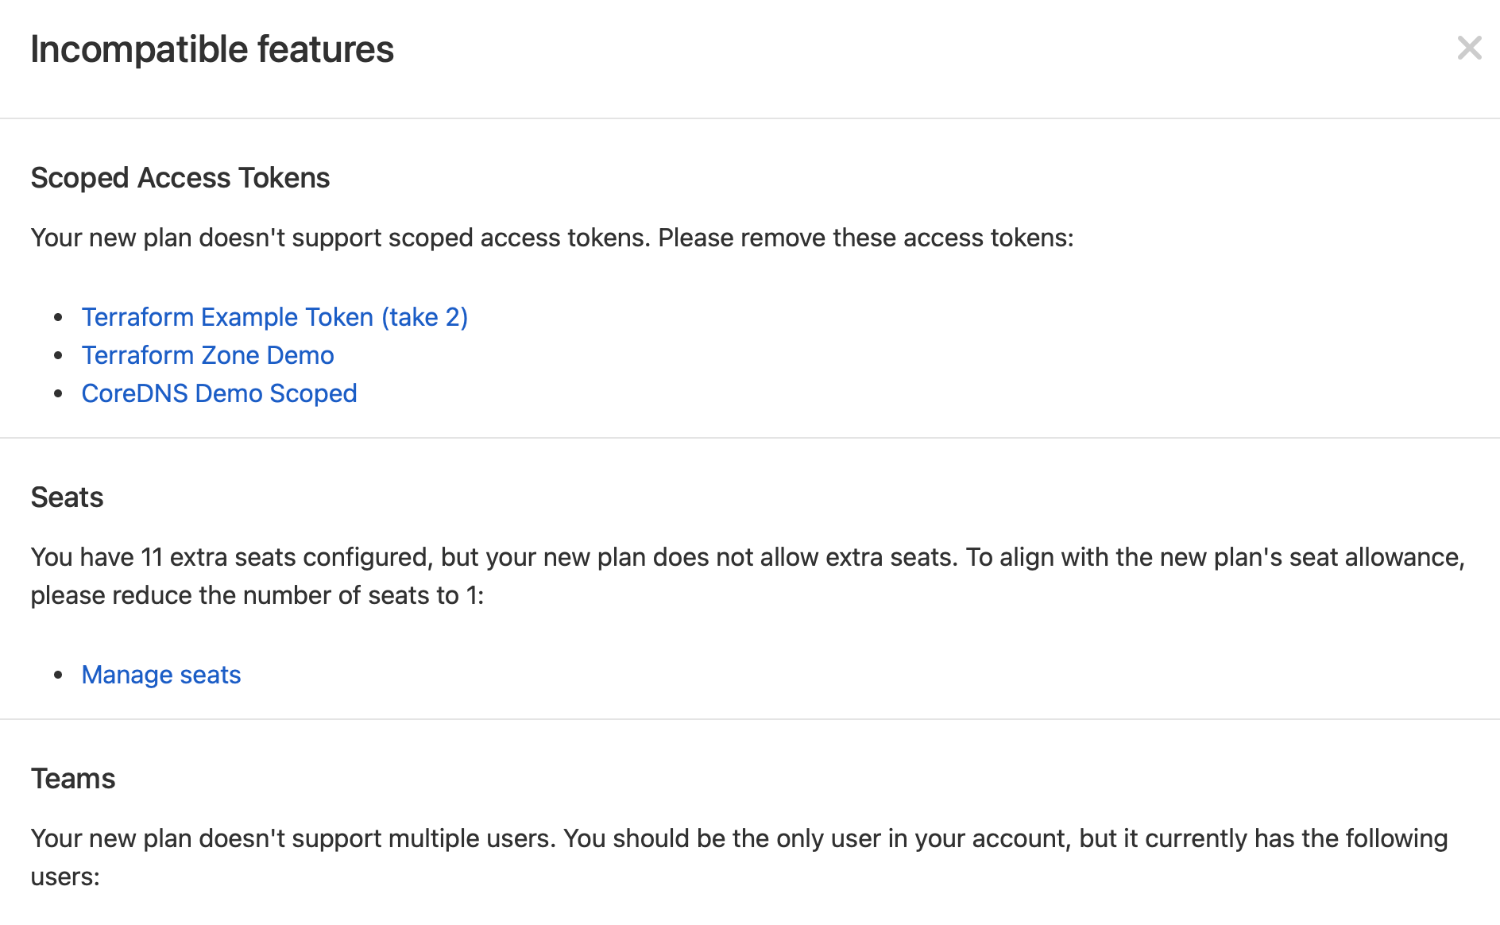 Incompatible features
Scoped Access Tokens
Your new plan doesn't support scoped access tokens. Please remove these access tokens:
• Terraform Example Token (take 2)
• Terraform Zone Demo
• CoreDNS Demo Scoped
Seats
You have 11 extra seats configured, but your new plan does not allow extra seats. To align with the new plan's seat allowance,
please reduce the number of seats to 1:
• Manage seats
Teams
Your new plan doesn't support multiple users. You should be the only user in your account, but it currently has the following
users: